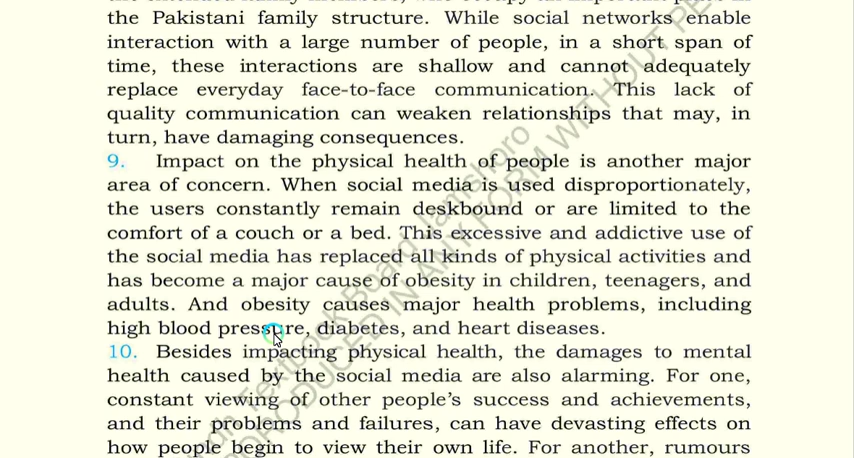 the Pakistani family structure. While social networks enable
interaction with a large number of people, in a short span of
time, these interactions are shallow and cannot adequately
replace everyday face-to-face communication. This lack of
quality communication can weaken relationships that may, in
turn, have damaging consequences.
9. Impact on the physical health of people is another major
area of concern. When social media is used disproportionately,
the users constantly remain deskbound or are limited to the
comfort of a couch or a bed. This excessive and addictive use of
the social media has replaced all kinds of physical activities and
has become a major cause of obesity in children, teenagers, and
adults. And obesity causes major health problems, including
high blood pressure, diabetes, and heart diseases.
10. Besides impacting physical health, the damages to mental
health caused by the social media are also alarming. For one,
constant viewing of other people's success and achievements,
and their problems and failures, can have devasting effects on
how people begin to view their own life. For another, rumours
Textbook Board Jamshoro
PRODUCED IN ANY FORM WITHOUT